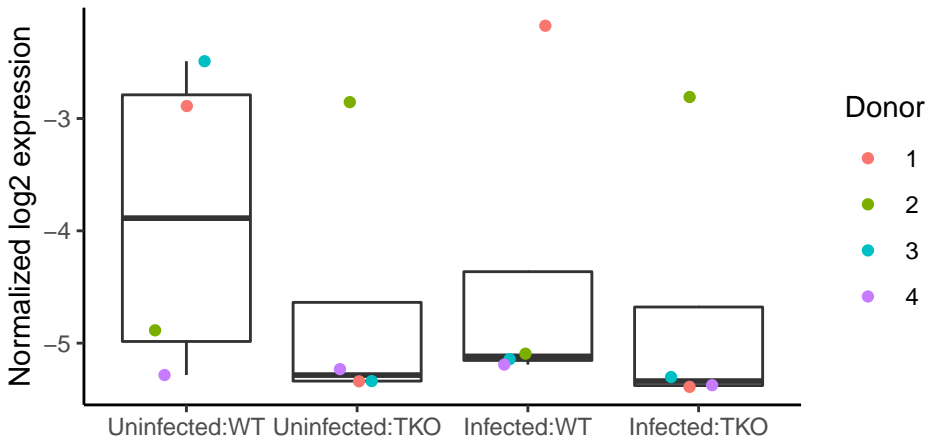 Normalized log2 expression
−3
−4
−5
Uninfected:WT
Uninfected:TKO
Infected:WT
Infected:TKO
Donor
1
2
3
4